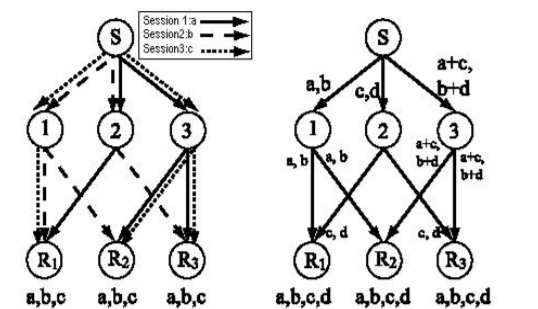 Session 1:a
Session2:b
Session3:c
S
1
2
3
R1
R2
R3
a,b,c
a,b,c
a,b,c
S
a,b
c,d
a+c,
b+d
1
2
3
a, b
a, b
a+c,
b+d
a+c,
b+d
c, d
c, d
R1
R2
R3
a,b,c,d
a,b,c,d
a,b,c,d